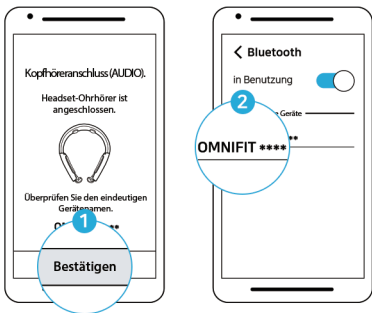 Kopfhöreranschluss (AUDIO).
Headset-Ohrhörer ist
angeschlossen.
Überprüfen Sie den eindeutigen
Gerätenamen.
1
Bestätigen
Bluetooth
in Benutzung
2
Geräte
OMNIFIT ****